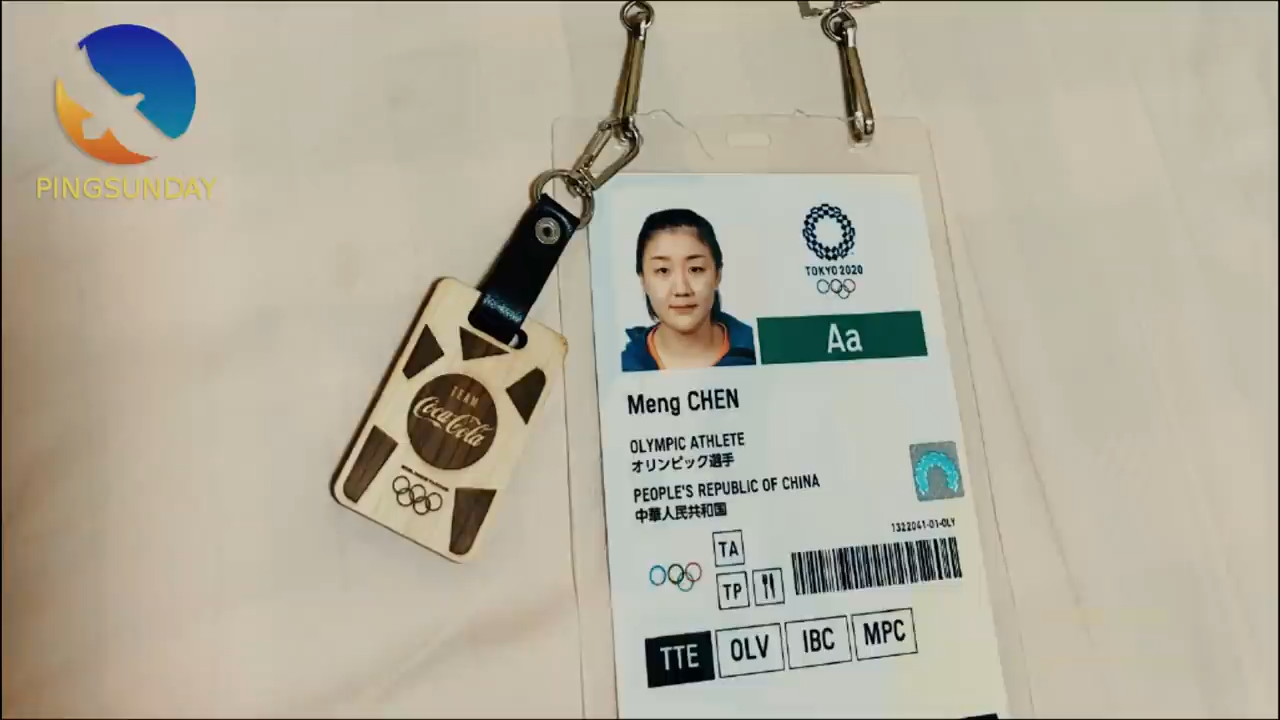 PINGSUNDAY
TEAM
Coca-Cola
TOKYO 2020
Aa
Meng CHEN
OLYMPIC ATHLETE
オリンピック選手
PEOPLE'S REPUBLIC OF CHINA
中華人民共和国
1322041-01-OLY
TA
TP
TTE OLV IBC MPC